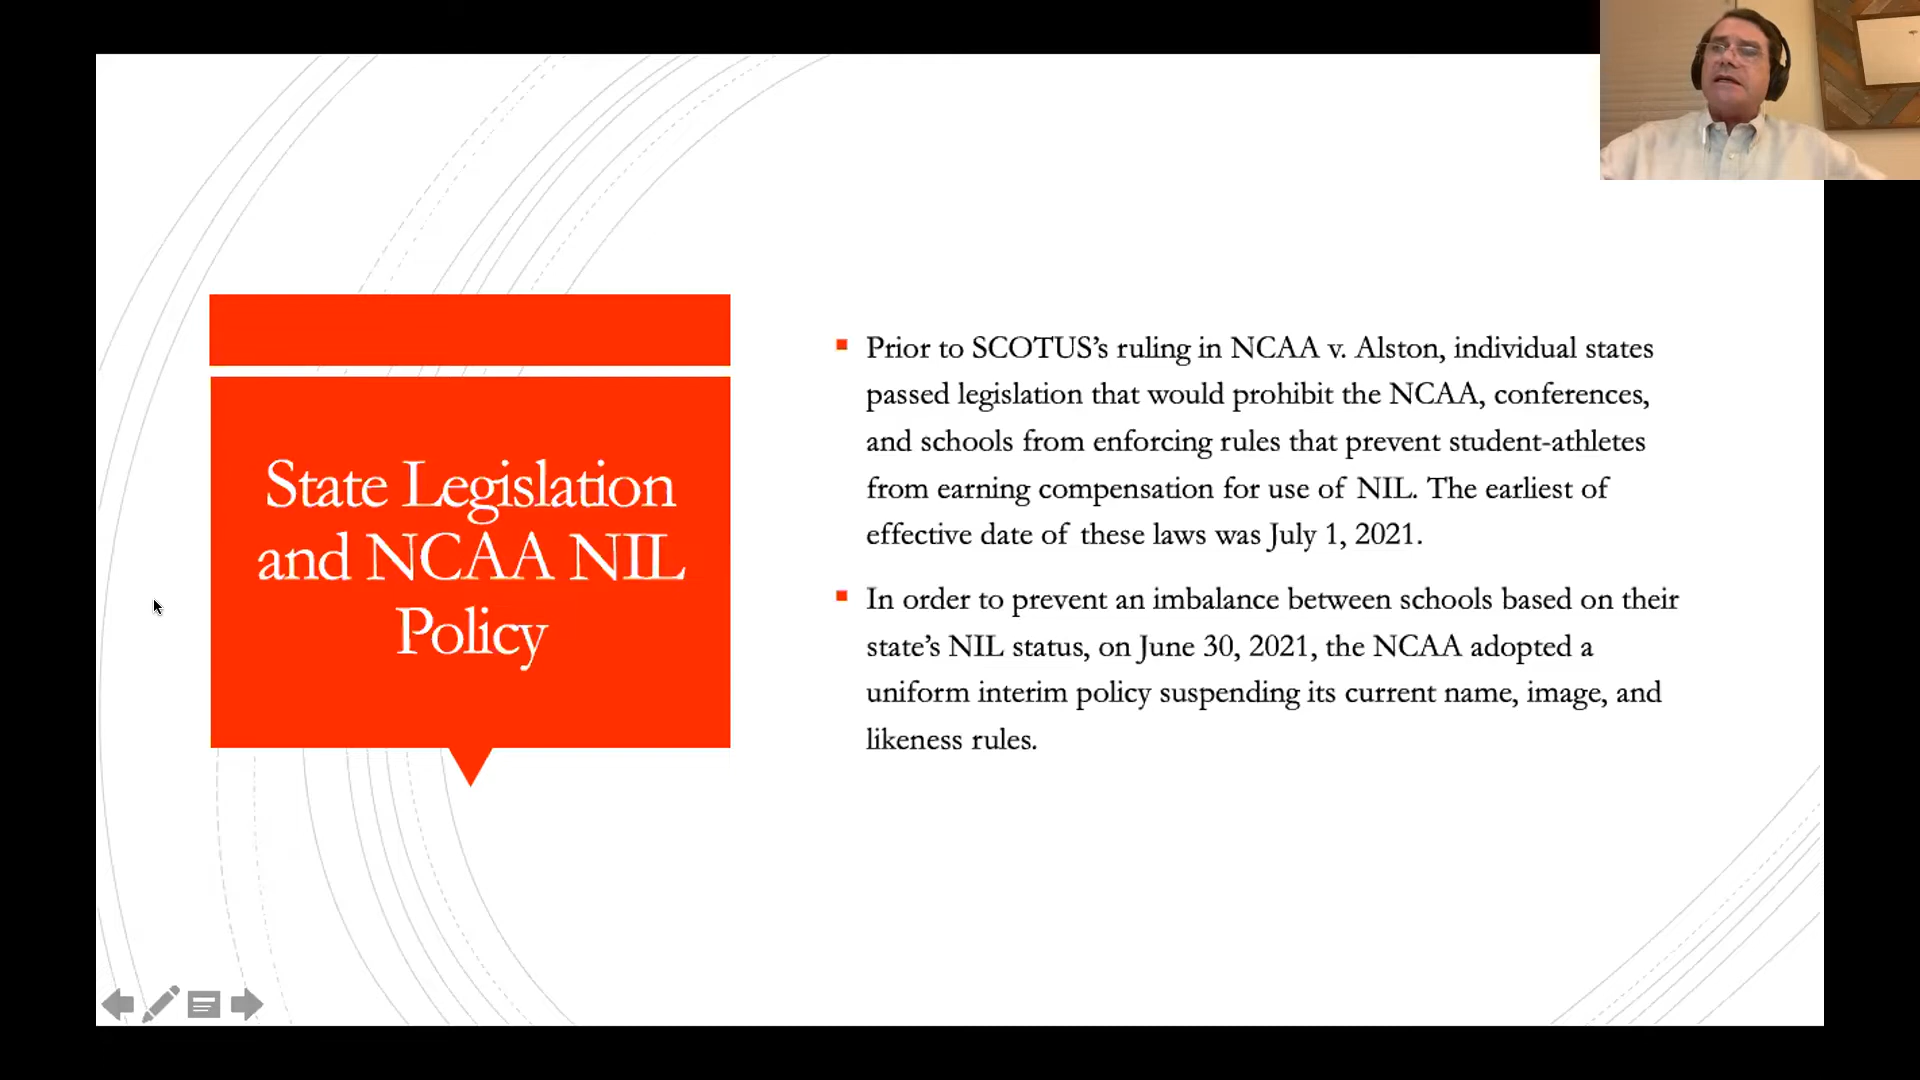 State Legislation
and NCAA NIL
Policy
Prior to SCOTUS’s ruling in NCAA v. Alston, individual states
passed legislation that would prohibit the NCAA, conferences,
and schools from enforcing rules that prevent student-athletes
from earning compensation for use of NIL. The earliest of
effective date of these laws was July 1, 2021.
In order to prevent an imbalance between schools based on their
state’s NIL status, on June 30, 2021, the NCAA adopted a
uniform interim policy suspending its current name, image, and
likeness rules.